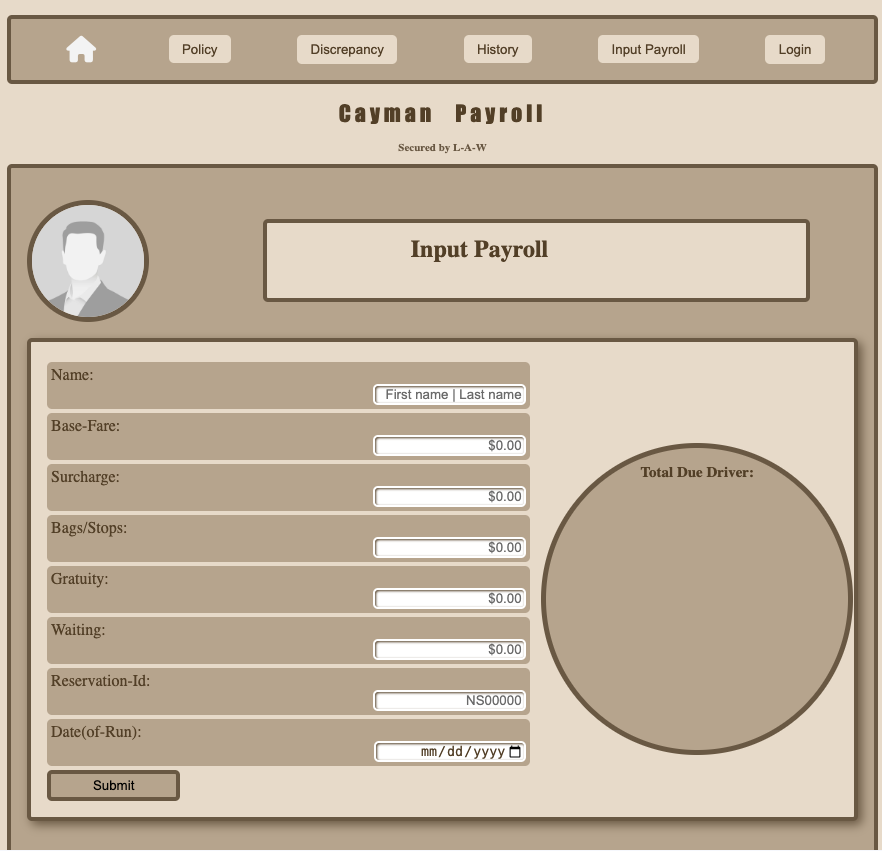 Policy Discrepancy History Input Payroll Login
Cayman Payroll
Secured by L-A-W
Input Payroll
Name:
First name | Last name
Base-Fare:
$0.00
Total Due Driver:
Surcharge:
$0.00
Bags/Stops:
$0.00
Gratuity:
$0.00
Waiting:
$0.00
Reservation-Id:
NS00000
Date(of-Run):
mm/dd/yyyy
Submit